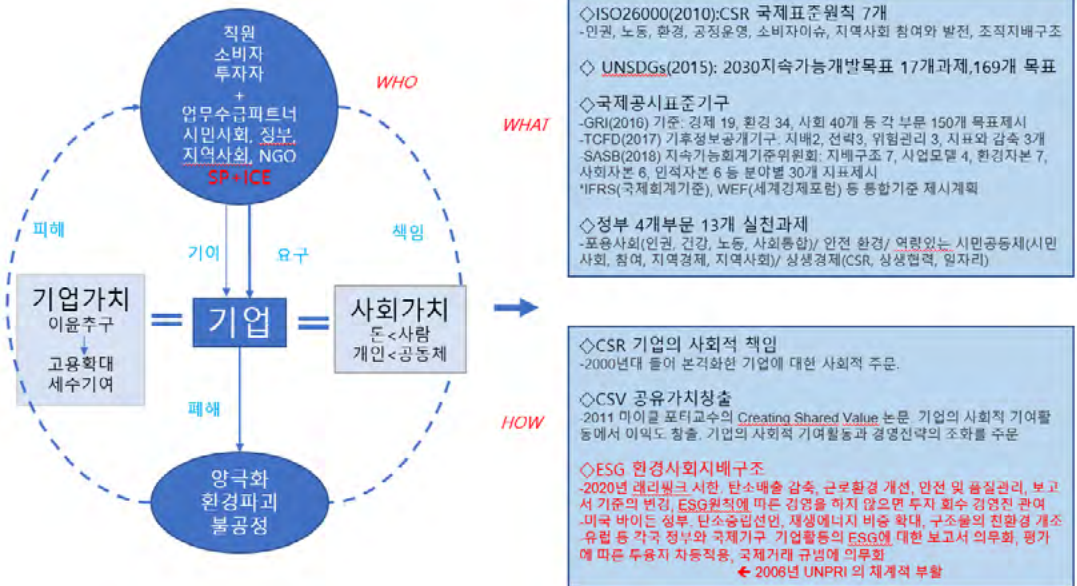 직원
소비자
투자자
+
업무수급파트너
시민사회, 정부,
지역사회, NGO
SP+ICE
WHO
피해
기여
요구
책임
기업가치
이윤추구
고용확대
세수기여
=
기업
=
사회가치
돈<사람
개인<공동체
폐해
양극화
환경파괴
불공정
WHAT
◇ISO26000(2010):CSR 국제표준원칙 7개
-인권, 노동, 환경, 공정운영, 소비자이슈, 지역사회 참여와 발전, 조직지배구조
◇ UNSDGs(2015): 2030지속가능개발목표 17개과제,169개 목표
◇국제공시표준기구
-GRI(2016) 기준: 경제 19, 환경 34, 사회 40개 등 각 부문 150개 목표제시
-TCFD(2017) 기후정보공개기구: 지배2, 전략3, 위험관리 3, 지표와 감축 3개
-SASB(2018) 지속가능회계기준위원회: 지배구조 7, 사업모델 4, 환경자본 7,
사회자본 6, 인적자본 6 등 분야별 30개 지표제시
*IFRS(국제회계기준), WEF(세계경제포럼) 등 통합기준 제시계획
◇정부 4개부문 13개 실천과제
-포용사회(인권, 건강, 노동, 사회통합)/ 안전 환경/ 역량있는 시민공동체(시민
사회, 참여, 지역경제, 지역사회)/ 상생경제(CSR, 상생협력, 일자리)
HOW
◇CSR 기업의 사회적 책임
-2000년대 들어 본격화한 기업에 대한 사회적 주문.
◇CSV 공유가치창출
-2011 마이클 포터교수의 Creating Shared Value 논문. 기업의 사회적 기여활
동에서 이익도 창출. 기업의 사회적 기여활동과 경영전략의 조화를 주문
◇ESG 환경사회지배구조
-2020년 래리핑크 서한. 탄소배출 감축, 근로환경 개선, 안전 및 품질관리, 보고
서 기준의 변경, ESG원칙에 따른 경영을 하지 않으면 투자 회수 경영진 관여
-미국 바이든 정부. 탄소중립선언, 재생에너지 비중 확대, 구조물의 친환경 개조
-유럽 등 각국 정부와 국제기구. 기업활동의 ESG에 대한 보고서 의무화, 평가
에 따른 투융자 차등적용, 국제거래 규범에 의무화
← 2006년 UNPRI 의 체계적 부활